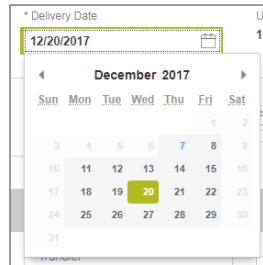 * Delivery Date
U
12/20/2017
1
December 2017
Sun Mon Tue Wed Thu Fri Sat
1 2
3 4 5 6 7 8 9
10 11 12 13 14 15 16
17 18 19 20 21 22 23
24 25 26 27 28 29 30
31
Transfer